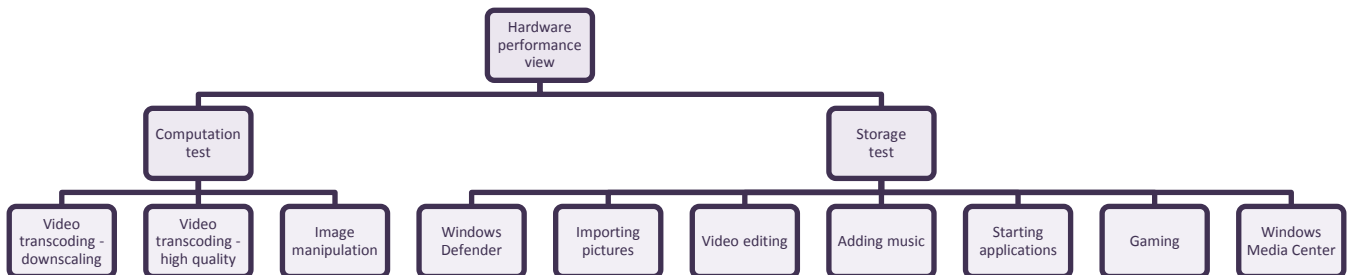 Hardware
performance
view
Computation
test
Storage
test
Video
transcoding -
downscaling
Video
transcoding -
high quality
Image
manipulation
Windows
Defender
Importing
pictures
Video editing
Adding music
Starting
applications
Gaming
Windows
Media Center